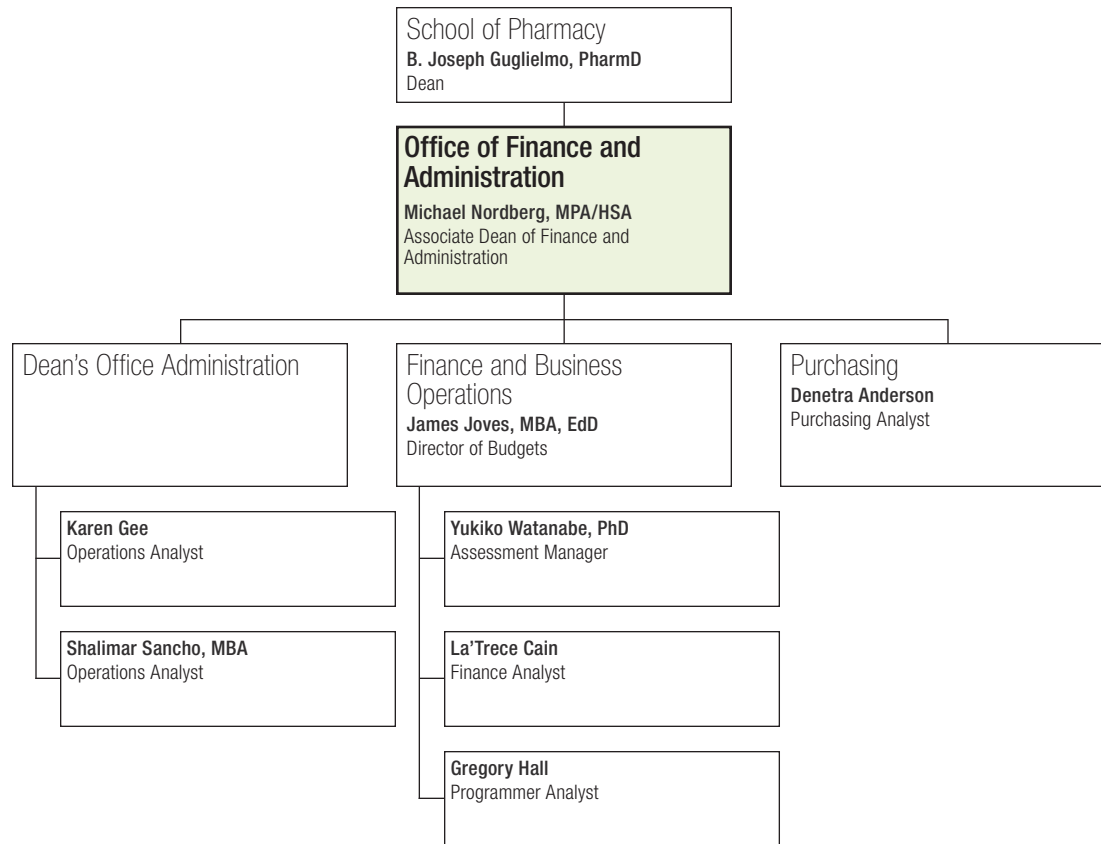 School of Pharmacy
B. Joseph Guglielmo, PharmD
Dean
Office of Finance and
Administration
Michael Nordberg, MPA/HSA
Associate Dean of Finance and
Administration
Dean’s Office Administration
Finance and Business
Operations
James Joves, MBA, EdD
Director of Budgets
Purchasing
Denetra Anderson
Purchasing Analyst
Karen Gee
Operations Analyst
Shalimar Sancho, MBA
Operations Analyst
Yukiko Watanabe, PhD
Assessment Manager
La’Trece Cain
Finance Analyst
Gregory Hall
Programmer Analyst